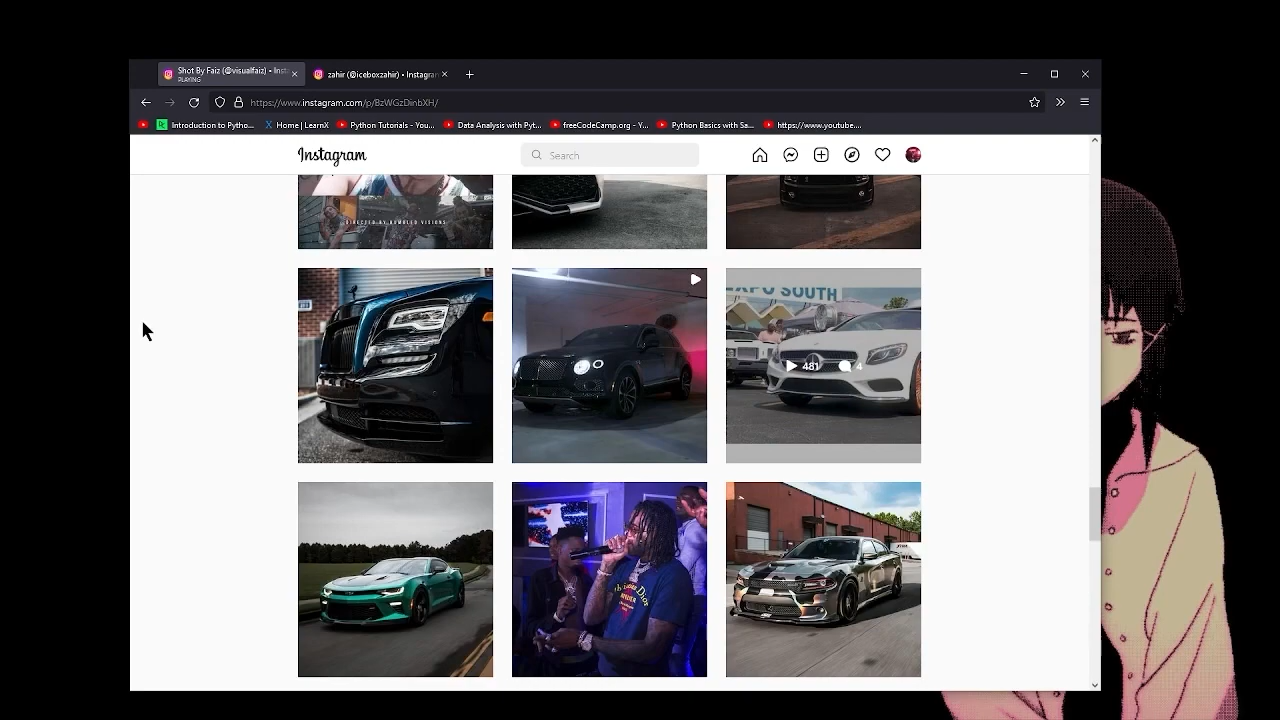 Shot By Faiz (@visualfaiz) • Inst
PLAYING
zahir (@iceboxzahir) • Instagram
https://www.instagram.com/p/BzWGzDinbXH/
Introduction to Pytho...
Home | LearnX
Python Tutorials - You...
Data Analysis with Pyt...
freeCodeCamp.org - Y...
Python Basics with Sa...
https://www.youtube....
Instagram
Search
DIRECTED BY HUMBLED VISIONS
EXPO SOUTH
481 4